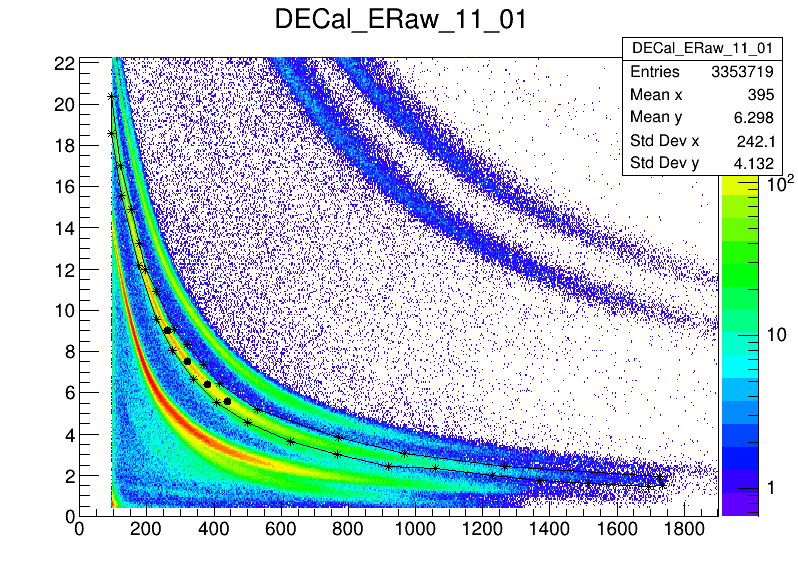 DECal_ERaw_11_01
DECal_ERaw_11_01
Entries 3353719
Mean x 395
Mean y 6.298
Std Dev x 242.1
Std Dev y 4.132
22
20
18
16
14
12
10
8
6
4
2
0
0 200 400 600 800 1000 1200 1400 1600 1800
10²
10
1